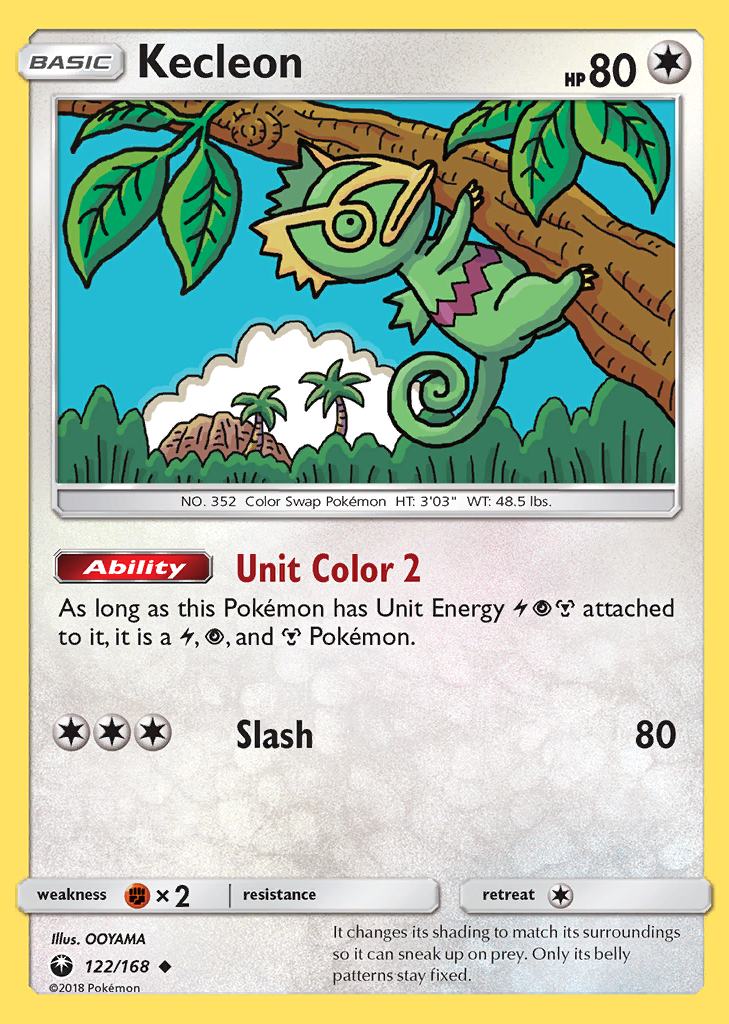 BASIC Kecleon HP 80
NO. 352 Color Swap Pokémon HT: 3'03" WT: 48.5 lbs.
Ability Unit Color 2
As long as this Pokémon has Unit Energy attached
to it, it is a , , and Pokémon.
Slash 80
weakness × 2 resistance retreat
Illus. OOYAMA
122/168 ◆
©2018 Pokémon
It changes its shading to match its surroundings
so it can sneak up on prey. Only its belly
patterns stay fixed.